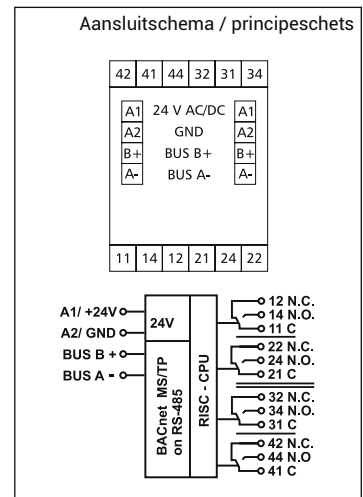 Aansluitschema / principeschets
42 41 44 32 31 34
A1 24 V AC/DC A1
A2 GND A2
B+ BUS B+ B+
A- BUS A- A-
11 14 12 21 24 22
A1/ +24V
A2/ GND
BUS B +
BUS A -
24V
BACnet MS/TP
on RS-485
RISC - CPU
12 N.C.
14 N.O.
11 C
22 N.C.
24 N.O.
21 C
32 N.C.
34 N.O.
31 C
42 N.C.
44 N.O
41 C